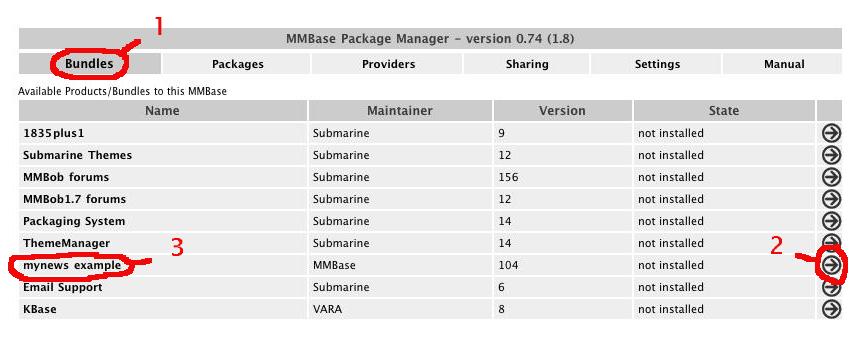 1
MMBase Package Manager - version 0.74 (1.8)
Bundles Packages Providers Sharing Settings Manual
Available Products/Bundles to this MMBase
Name Maintainer Version State
1835plus1 Submarine 9 not installed
Submarine Themes Submarine 12 not installed
MMBob forums Submarine 156 not installed
MMBob1.7 forums Submarine 12 not installed
Packaging System Submarine 14 not installed
ThemeManager Submarine 14 not installed
mynews example 3 MMBase 104 not installed 2
Email Support Submarine 6 not installed
KBase VARA 8 not installed